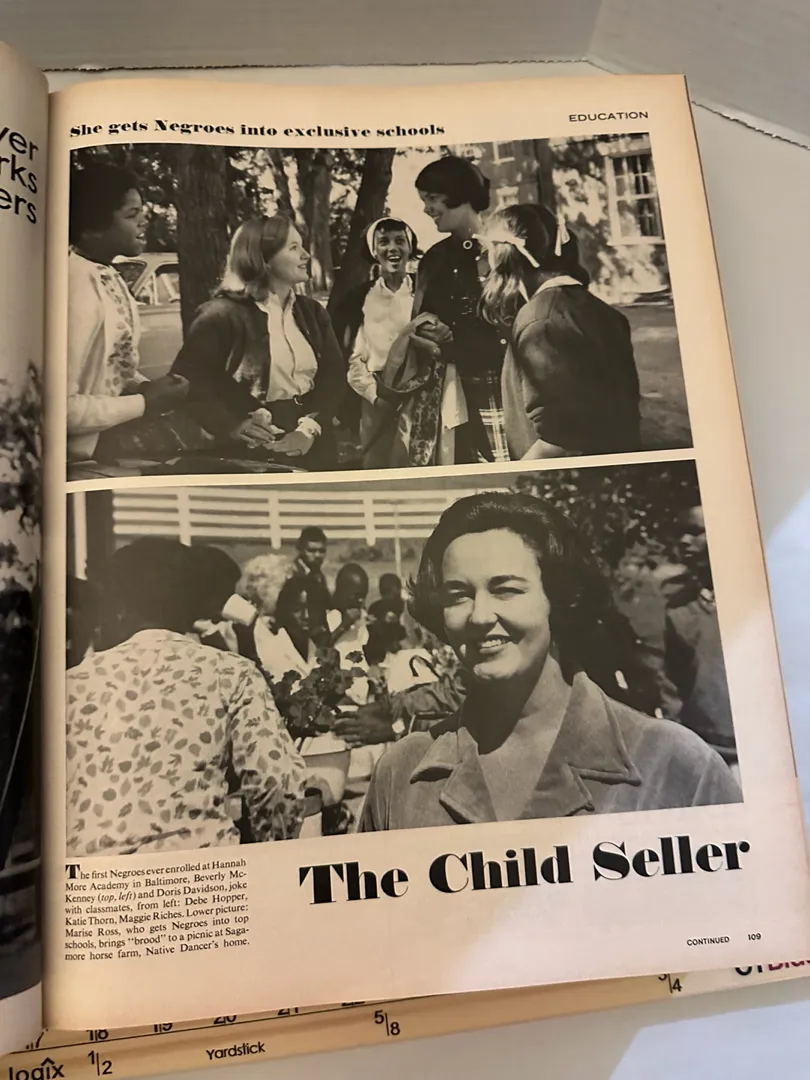 yer
rks
ers
She gets Negroes into exclusive schools
EDUCATION
The first Negroes ever enrolled at Hannah
More Academy in Baltimore, Beverly Mc-
Kenney (top, left) and Doris Davidson, joke
with classmates, from left: Debe Hopper,
Katie Thorn, Maggie Riches. Lower picture:
Marise Ross, who gets Negroes into top
schools, brings "brood" to a picnic at Saga-
more horse farm, Native Dancer's home.
The Child Seller
CONTINUED 109
17 18 19 20 21 22
3/4
5/8
logix 1/2 Yardstick